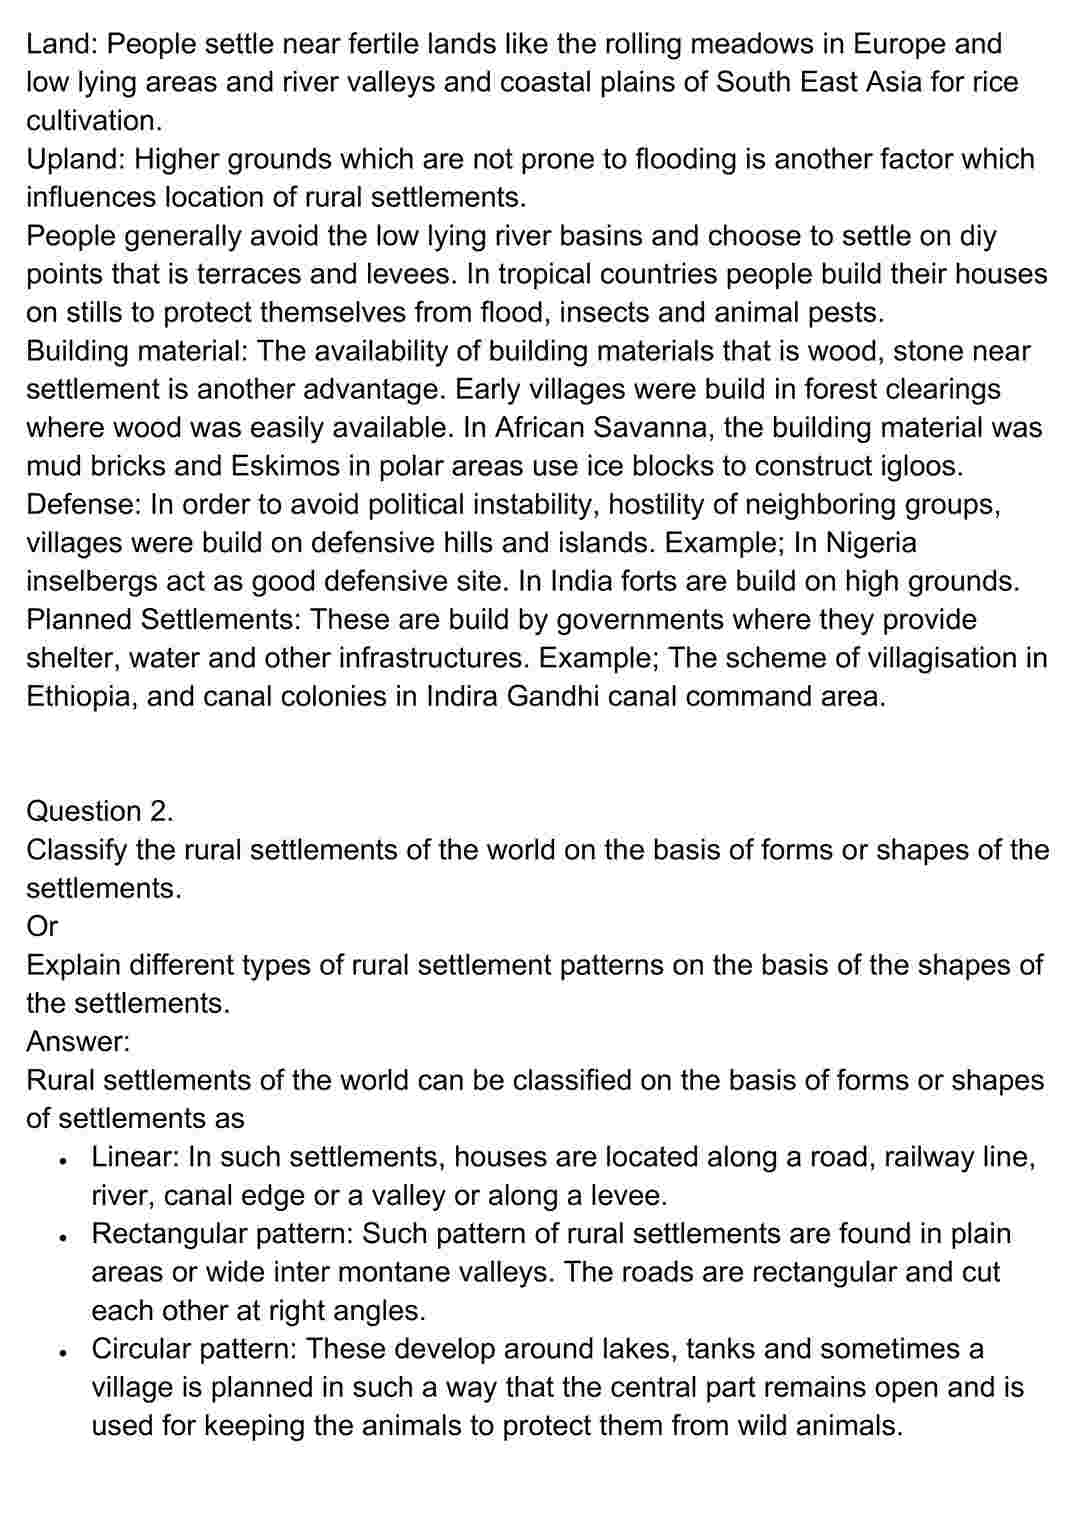 Land: People settle near fertile lands like the rolling meadows in Europe and
low lying areas and river valleys and coastal plains of South East Asia for rice
cultivation.
Upland: Higher grounds which are not prone to flooding is another factor which
influences location of rural settlements.
People generally avoid the low lying river basins and choose to settle on diy
points that is terraces and levees. In tropical countries people build their houses
on stills to protect themselves from flood, insects and animal pests.
Building material: The availability of building materials that is wood, stone near
settlement is another advantage. Early villages were build in forest clearings
where wood was easily available. In African Savanna, the building material was
mud bricks and Eskimos in polar areas use ice blocks to construct igloos.
Defense: In order to avoid political instability, hostility of neighboring groups,
villages were build on defensive hills and islands. Example; In Nigeria
inselbergs act as good defensive site. In India forts are build on high grounds.
Planned Settlements: These are build by governments where they provide
shelter, water and other infrastructures. Example; The scheme of villagisation in
Ethiopia, and canal colonies in Indira Gandhi canal command area.
Question 2.
Classify the rural settlements of the world on the basis of forms or shapes of the
settlements.
Or
Explain different types of rural settlement patterns on the basis of the shapes of
the settlements.
Answer:
Rural settlements of the world can be classified on the basis of forms or shapes
of settlements as
• Linear: In such settlements, houses are located along a road, railway line,
river, canal edge or a valley or along a levee.
• Rectangular pattern: Such pattern of rural settlements are found in plain
areas or wide inter montane valleys. The roads are rectangular and cut
each other at right angles.
• Circular pattern: These develop around lakes, tanks and sometimes a
village is planned in such a way that the central part remains open and is
used for keeping the animals to protect them from wild animals.